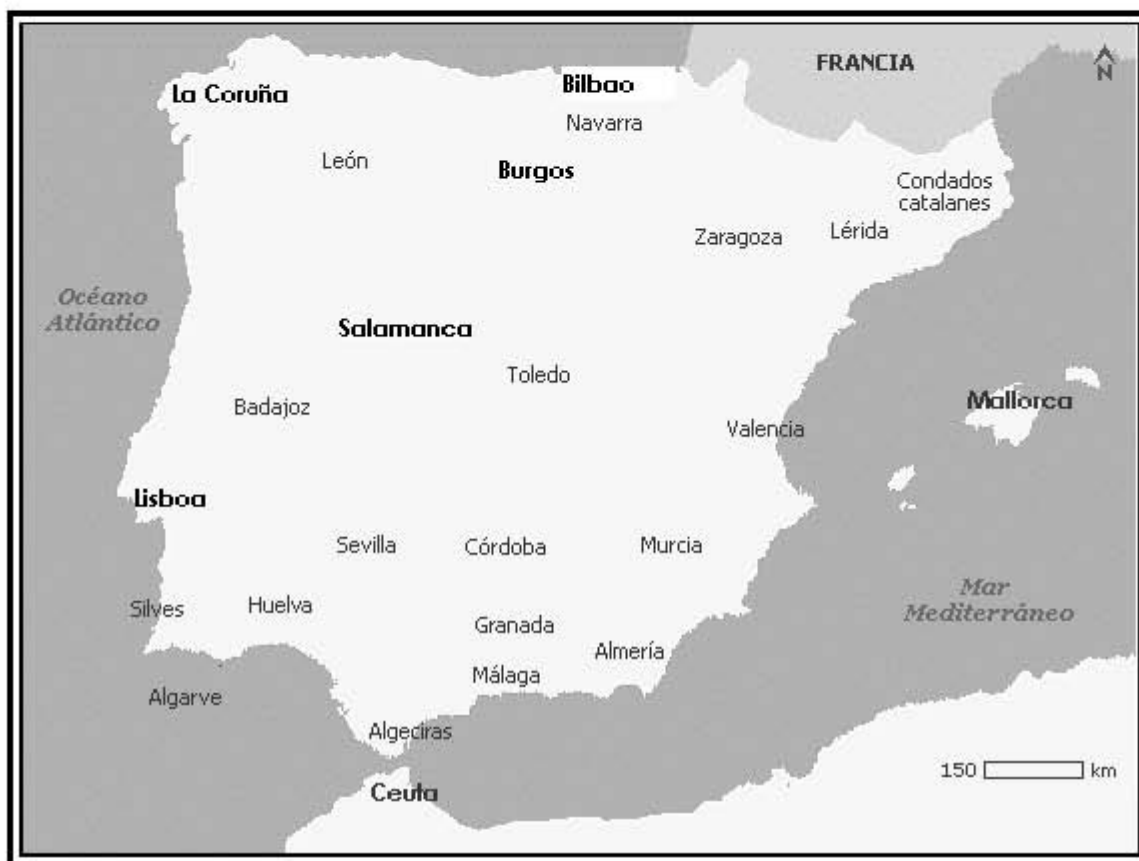 FRANCIA
N
La Coruña
Bilbao
Navarra
León
Burgos
Condados
catalanes
Zaragoza
Lérida
Océano
Atlántico
Salamanca
Toledo
Badajoz
Mallorca
Valencia
Lisboa
Sevilla
Córdoba
Murcia
Silves
Huelva
Mar
Mediterráneo
Granada
Almería
Málaga
Algarve
Algeciras
150 km
Ceuta